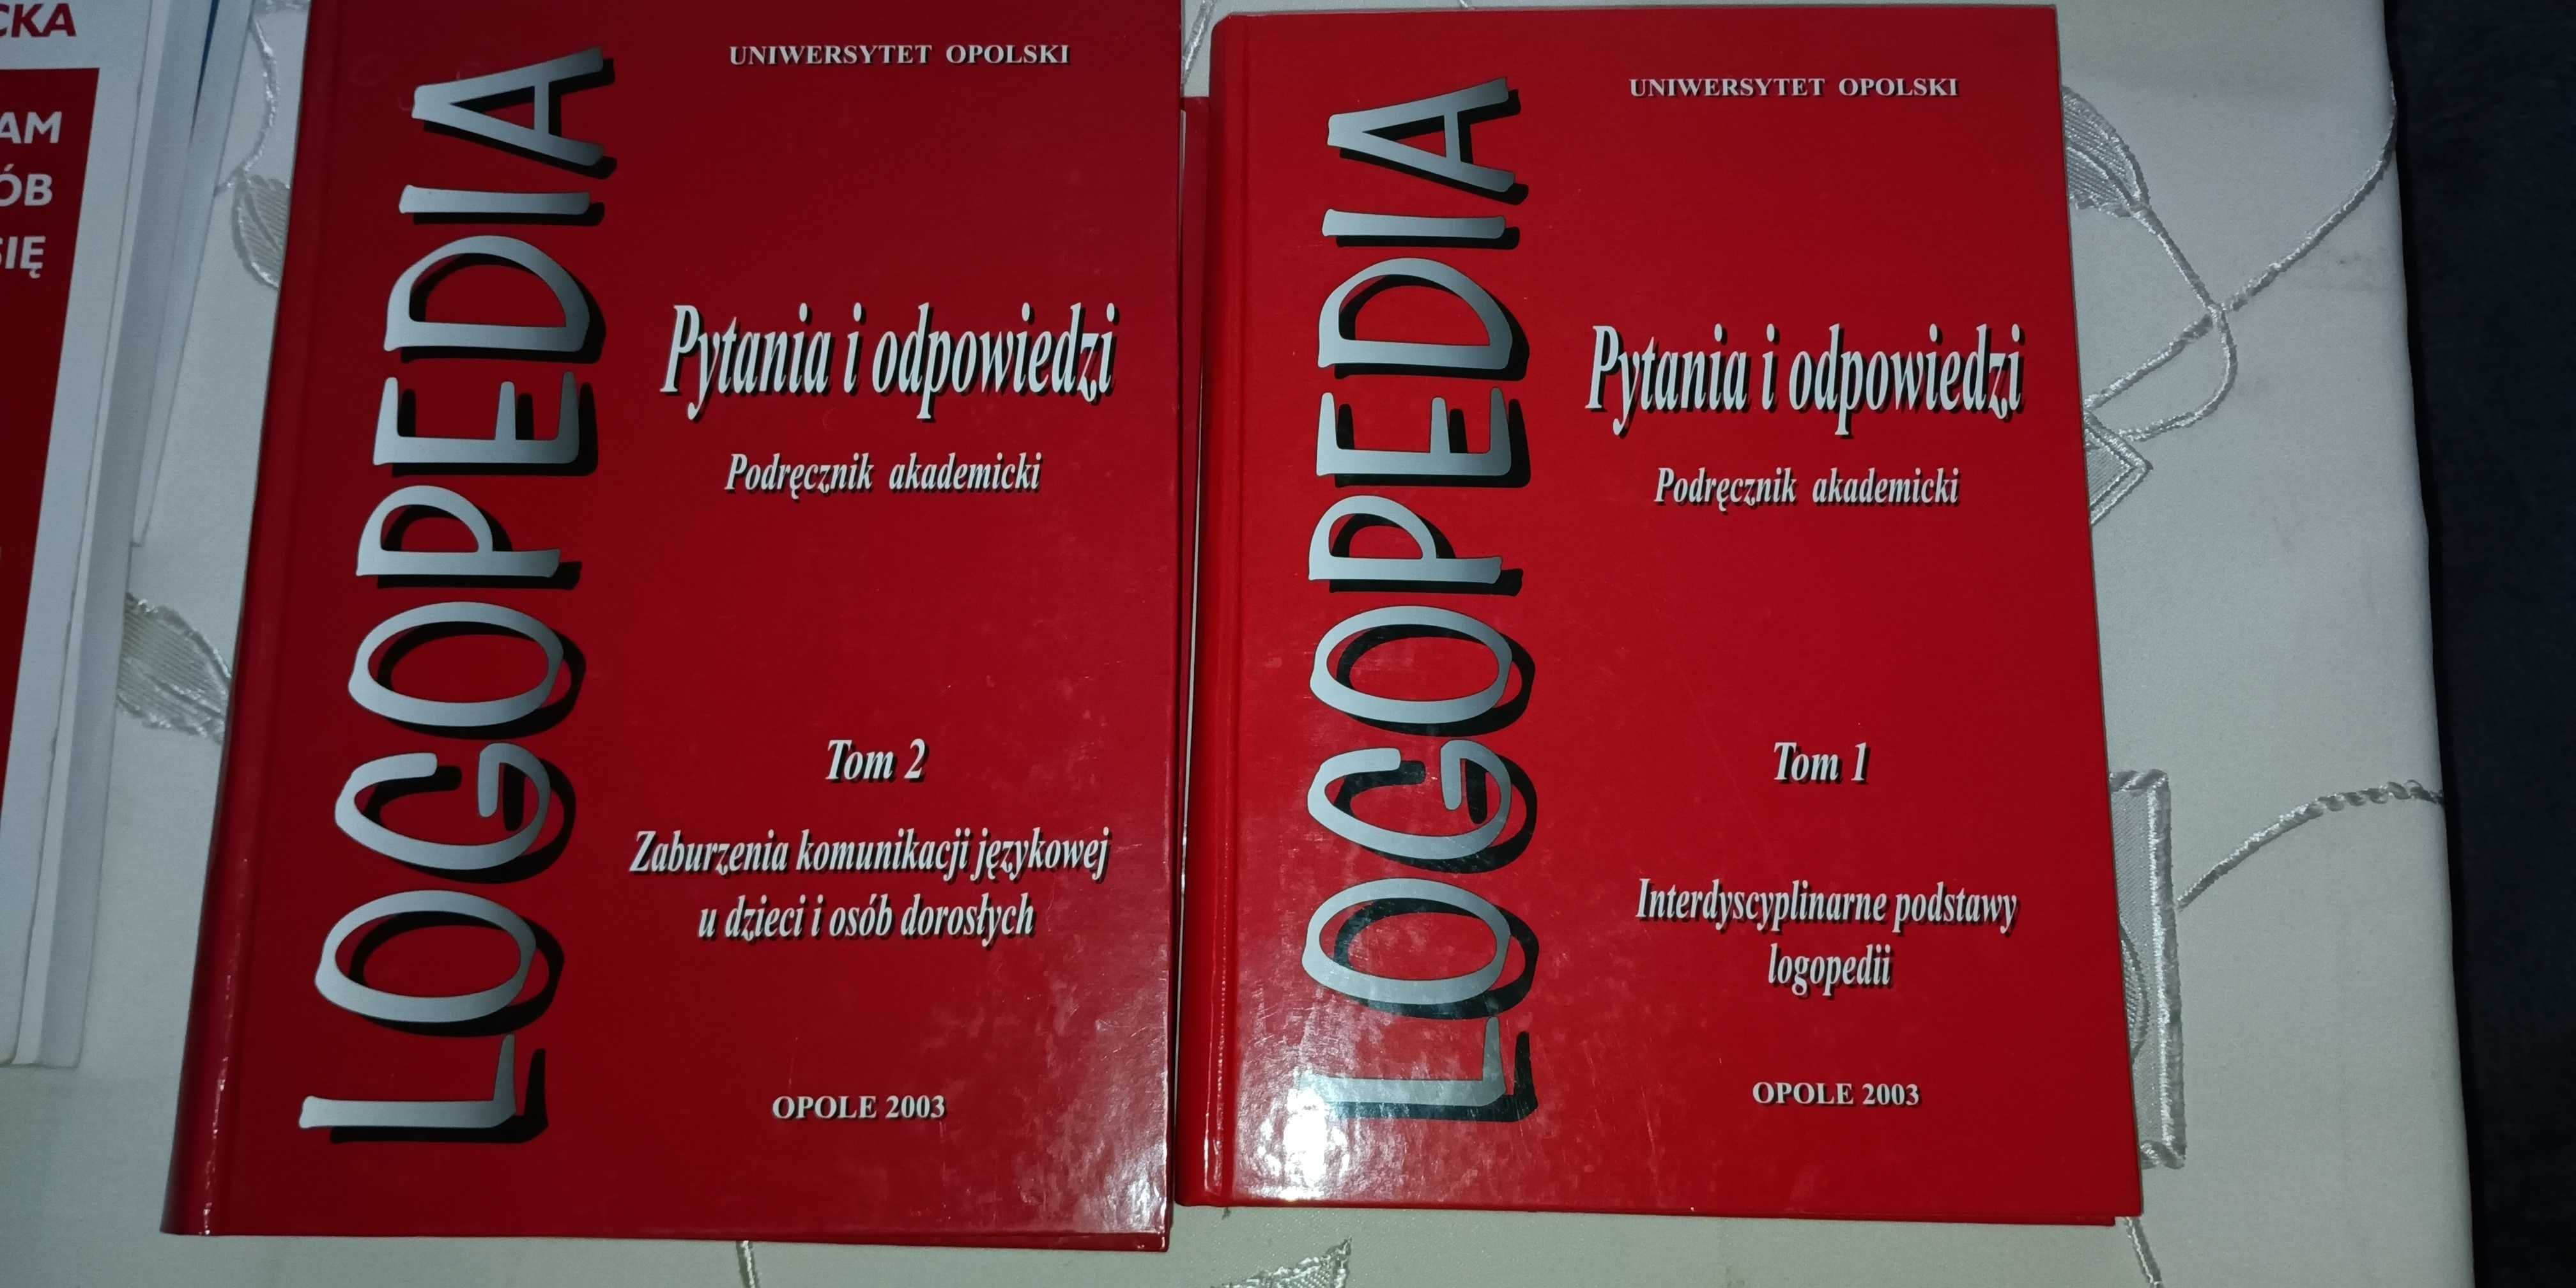 CKA
AM
ÓB
SIĘ
LOGOPEDIA
UNIWERSYTET OPOLSKI
Pytania i odpowiedzi
Podręcznik akademicki
Tom 2
Zaburzenia komunikacji językowej
u dzieci i osób dorosłych
OPOLE 2003
LOGOPEDIA
UNIWERSYTET OPOLSKI
Pytania i odpowiedzi
Podręcznik akademicki
Tom 1
Interdyscyplinarne podstawy
logopedii
OPOLE 2003